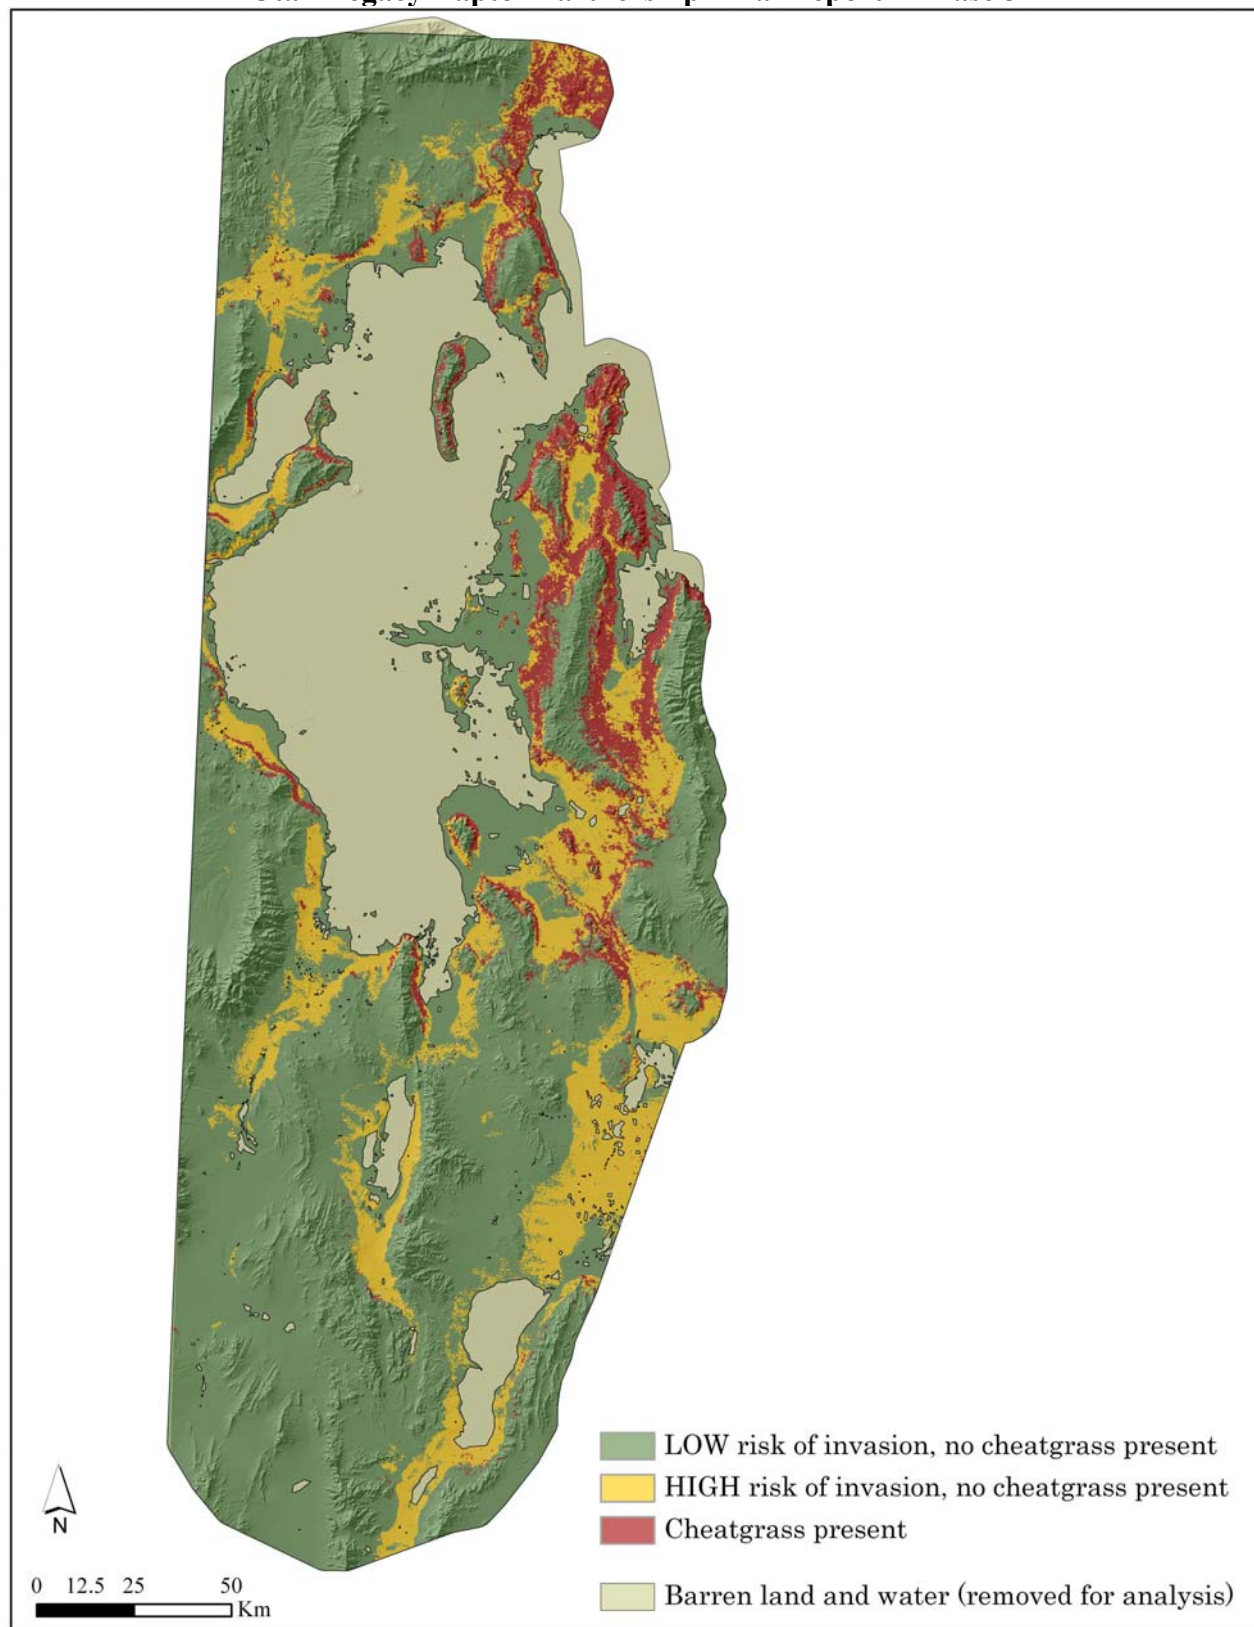 LOW risk of invasion, no cheatgrass present
HIGH risk of invasion, no cheatgrass present
Cheatgrass present
Barren land and water (removed for analysis)
N
0 12.5 25 50
Km